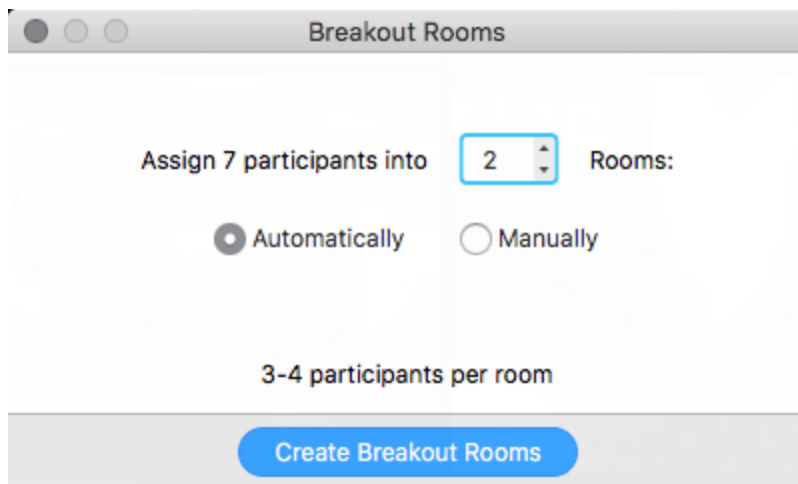 Breakout Rooms
Assign 7 participants into 2 Rooms:
Automatically Manually
3-4 participants per room
Create Breakout Rooms